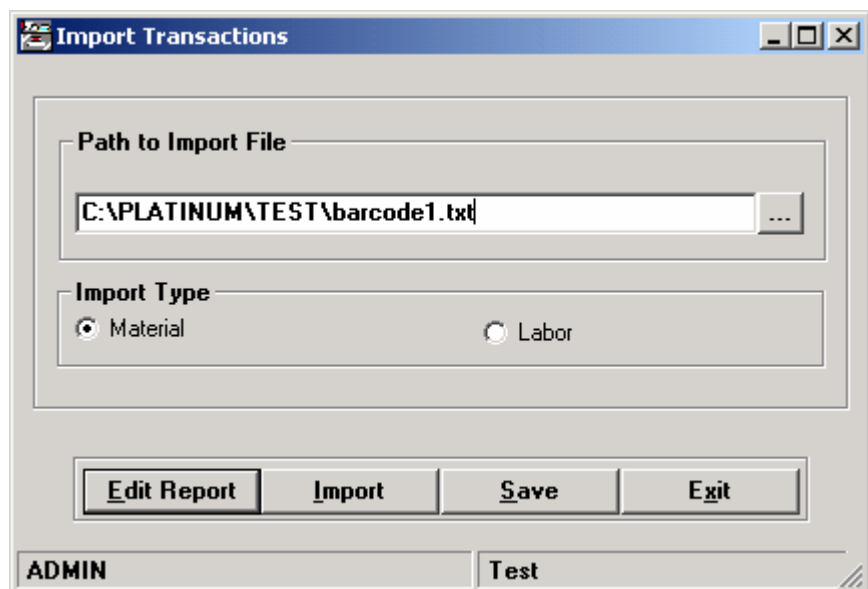 Import Transactions
Path to Import File
C:\PLATINUM\TEST\barcode1.txt
...
Import Type
Material
Labor
Edit Report
Import
Save
Exit
ADMIN
Test